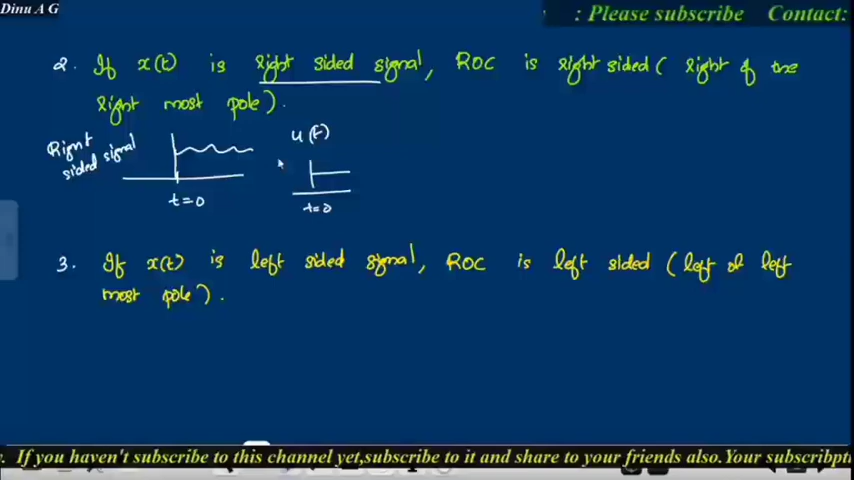 Dinu A G
: Please subscribe Contact:
2. If x(t) is right sided signal, ROC is right sided ( right of the
right most pole).
Right
sided signal
u(t)
t=0
t=0
3. If x(t) is left sided signal, ROC is left sided (left of left
most pole).
. If you haven't subscribe to this channel yet,subscribe to it and share to your friends also.Your subscribpti